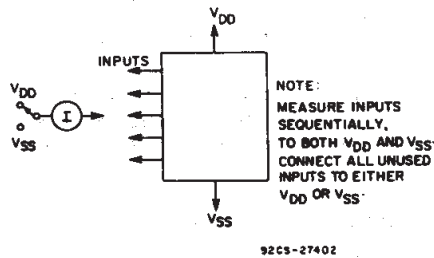 VDD
INPUTS
VDD
I
VSS
NOTE:
MEASURE INPUTS
SEQUENTIALLY,
TO BOTH VDD AND VSS.
CONNECT ALL UNUSED
INPUTS TO EITHER
VDD OR VSS.
VSS
92CS-27402